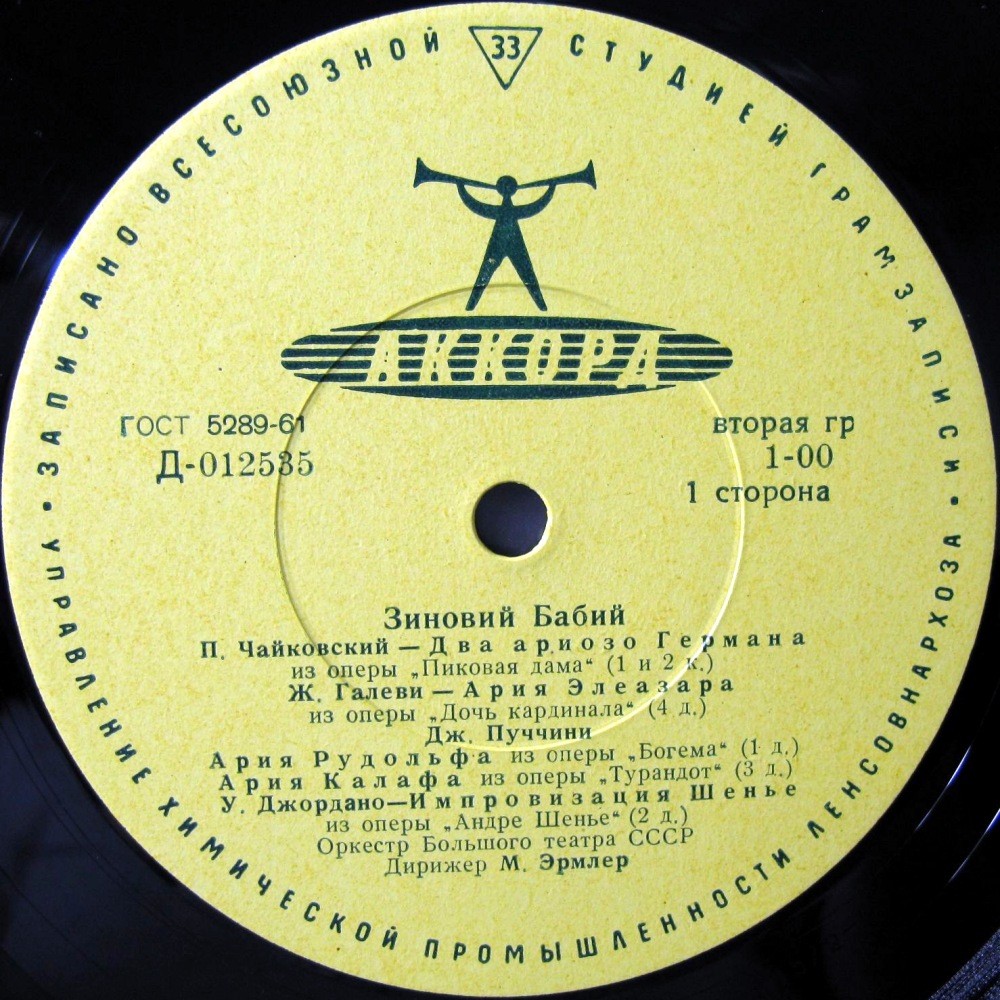 ЗАПИСАНО ВСЕСОЮЗНОЙ СТУДИЕЙ ГРАМЗАПИСИ
33
АККОРД
ГОСТ 5289-61
Д-012535
вторая гр
1-00
1 сторона
Зиновий Бабий
П. Чайковский — Два ариозо Германа
из оперы „Пиковая дама“ (1 и 2 к.)
Ж. Галеви — Ария Элеазара
из оперы „Дочь кардинала“ (4 д.)
Дж. Пуччини
Ария Рудольфа из оперы „Богема“ (1 д.)
Ария Калафа из оперы „Турандот“ (3 д.)
У. Джордано—Импровизация Шенье
из оперы „Андре Шенье“ (2 д.)
Оркестр Большого театра СССР
Дирижер М. Эрмлер
• УПРАВЛЕНИЕ ХИМИЧЕСКОЙ ПРОМЫШЛЕННОСТИ ЛЕНСОВНАРХОЗА •